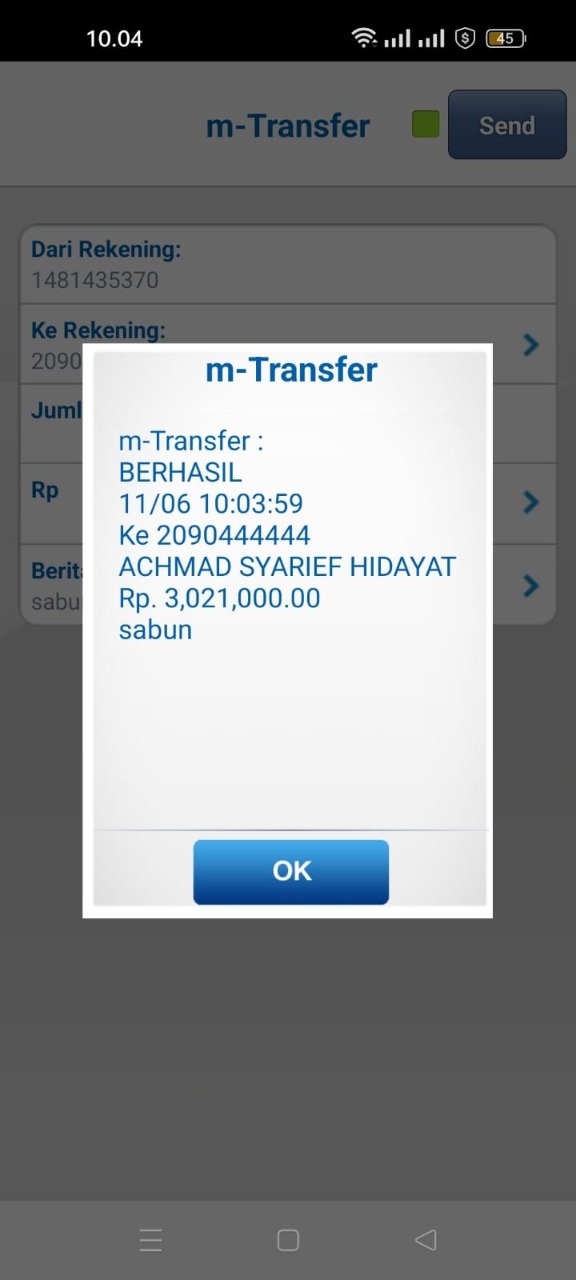 10.04
45
m-Transfer
Send
Dari Rekening:
1481435370
Ke Rekening:
2090
m-Transfer
Juml
m-Transfer :
BERHASIL
11/06 10:03:59
Ke 2090444444
ACHMAD SYARIEF HIDAYAT
Rp. 3,021,000.00
sabun
Rp
Berit
sabu
OK